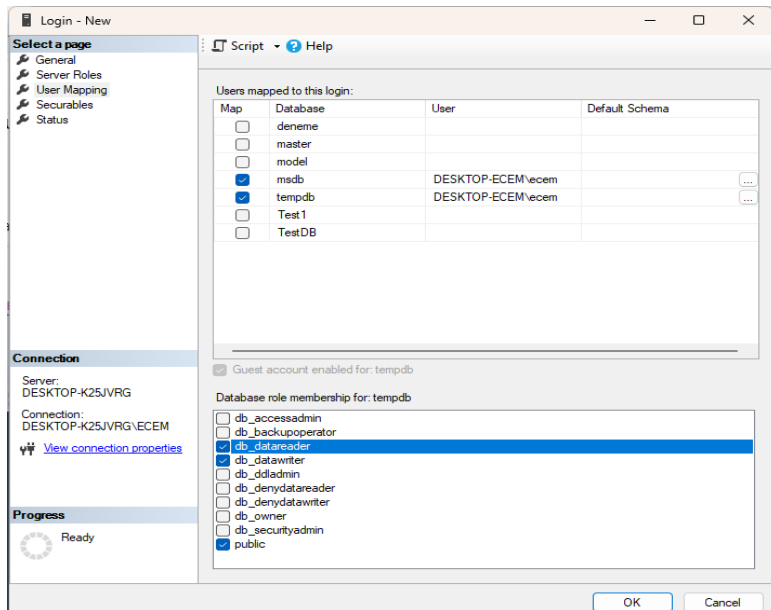 Login - New
Select a page
General
Server Roles
User Mapping
Securables
Status
Script
Help
Users mapped to this login:
Map Database User Default Schema
deneme
master
model
msdb DESKTOP-ECEM\ecem ...
tempdb DESKTOP-ECEM\ecem ...
Test1
TestDB
Guest account enabled for: tempdb
Database role membership for: tempdb
db_accessadmin
db_backupoperator
db_datareader
db_datawriter
db_ddladmin
db_denydatareader
db_denydatawriter
db_owner
db_securityadmin
public
Connection
Server:
DESKTOP-K25JVRG
Connection:
DESKTOP-K25JVRG\ECEM
View connection properties
Progress
Ready
OK Cancel